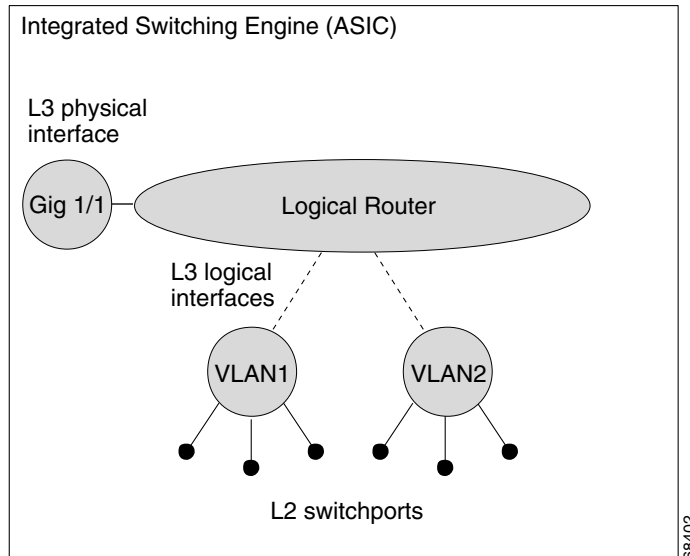 Integrated Switching Engine (ASIC)
L3 physical
interface
Gig 1/1
Logical Router
L3 logical
interfaces
VLAN1
VLAN2
L2 switchports
68402